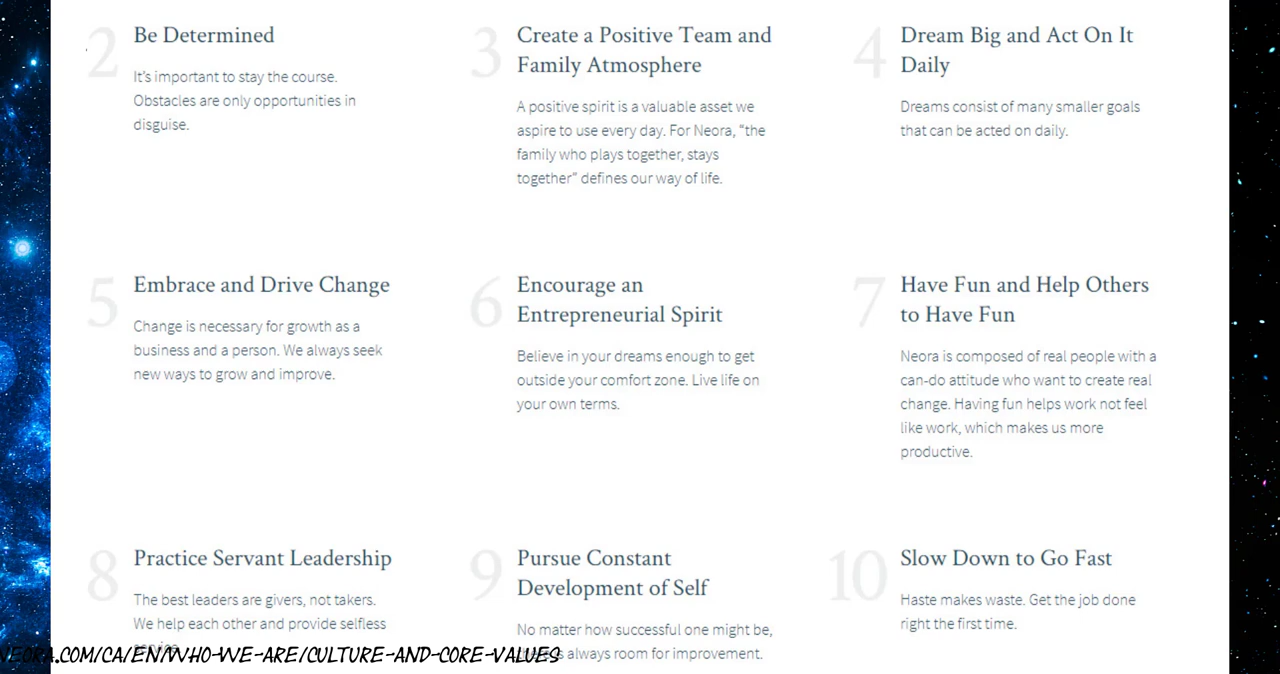 2
Be Determined
It's important to stay the course.
Obstacles are only opportunities in
disguise.
3
Create a Positive Team and
Family Atmosphere
A positive spirit is a valuable asset we
aspire to use every day. For Neora, “the
family who plays together, stays
together” defines our way of life.
4
Dream Big and Act On It
Daily
Dreams consist of many smaller goals
that can be acted on daily.
5
Embrace and Drive Change
Change is necessary for growth as a
business and a person. We always seek
new ways to grow and improve.
6
Encourage an
Entrepreneurial Spirit
Believe in your dreams enough to get
outside your comfort zone. Live life on
your own terms.
7
Have Fun and Help Others
to Have Fun
Neora is composed of real people with a
can-do attitude who want to create real
change. Having fun helps work not feel
like work, which makes us more
productive.
8
Practice Servant Leadership
The best leaders are givers, not takers.
We help each other and provide selfless
9
Pursue Constant
Development of Self
No matter how successful one might be,
always room for improvement.
10
Slow Down to Go Fast
Haste makes waste. Get the job done
right the first time.
NEORA.COM/CA/EN/WHO-WE-ARE/CULTURE-AND-CORE-VALUES